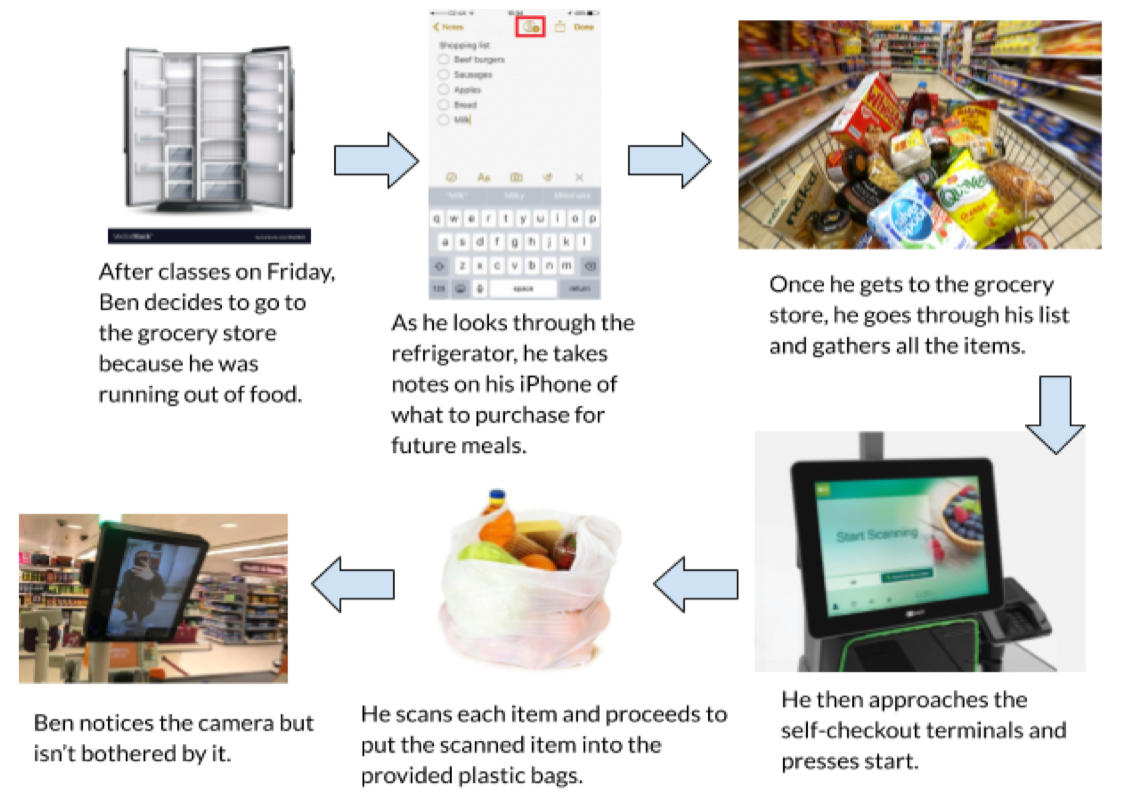 After classes on Friday,
Ben decides to go to
the grocery store
because he was
running out of food.
Notes
Done
Shopping list
Beef burgers
Sausages
Apples
Bread
Milk
"Milk"
Milky
q w e r t y u i o p
a s d f g h j k l
z x c v b n m
123
space
return
As he looks through the
refrigerator, he takes
notes on his iPhone of
what to purchase for
future meals.
nakd
silver
spoon
Once he gets to the grocery
store, he goes through his list
and gathers all the items.
Start Scanning
He then approaches the
self-checkout terminals and
presses start.
He scans each item and proceeds to
put the scanned item into the
provided plastic bags.
Ben notices the camera but
isn't bothered by it.